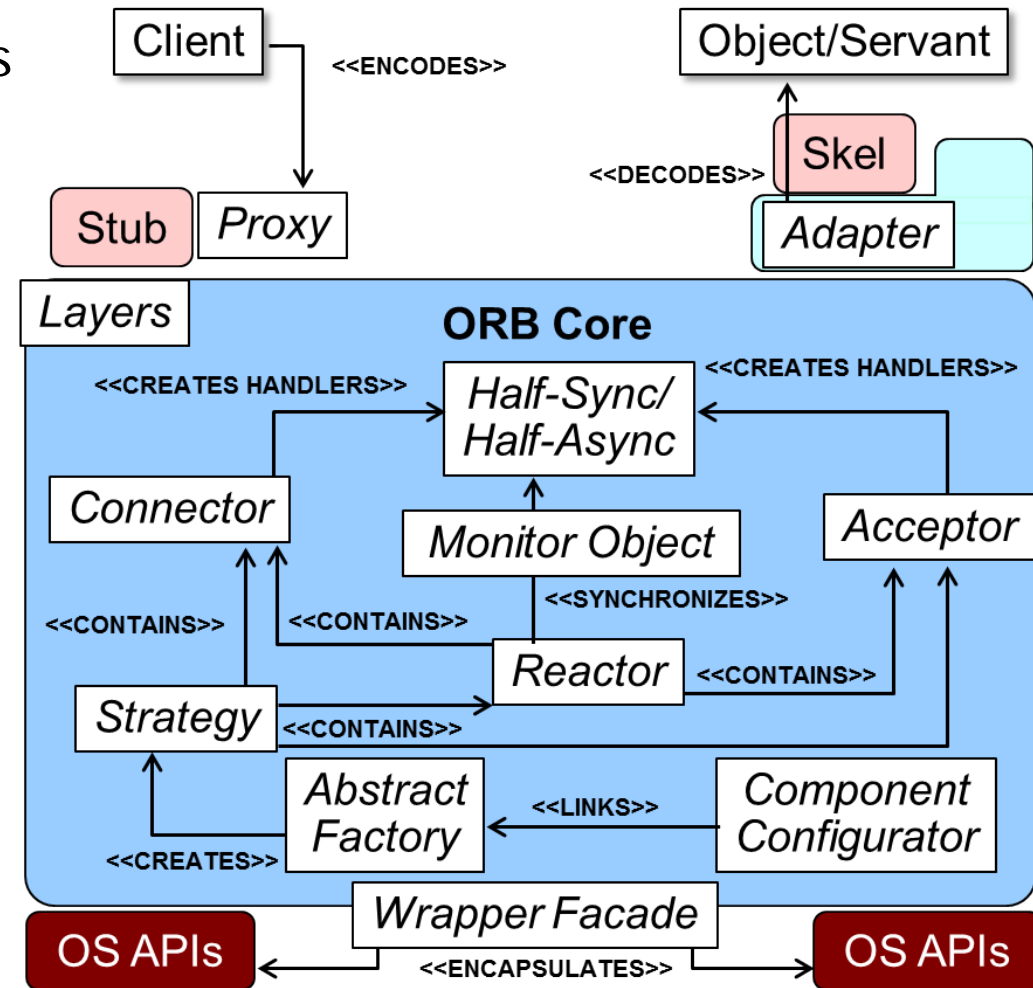 s
Client
Object/Servant
<<ENCODES>>
Skel
<<DECODES>>
Stub
Proxy
Adapter
Layers
ORB Core
<<CREATES HANDLERS>>
Half-Sync/
Half-Async
<<CREATES HANDLERS>>
Connector
Monitor Object
Acceptor
<<SYNCHRONIZES>>
<<CONTAINS>>
<<CONTAINS>>
Reactor
<<CONTAINS>>
Strategy
<<CONTAINS>>
Abstract
Factory
<<LINKS>>
Component
Configurator
<<CREATES>>
Wrapper Facade
OS APIs
<<ENCAPSULATES>>
OS APIs